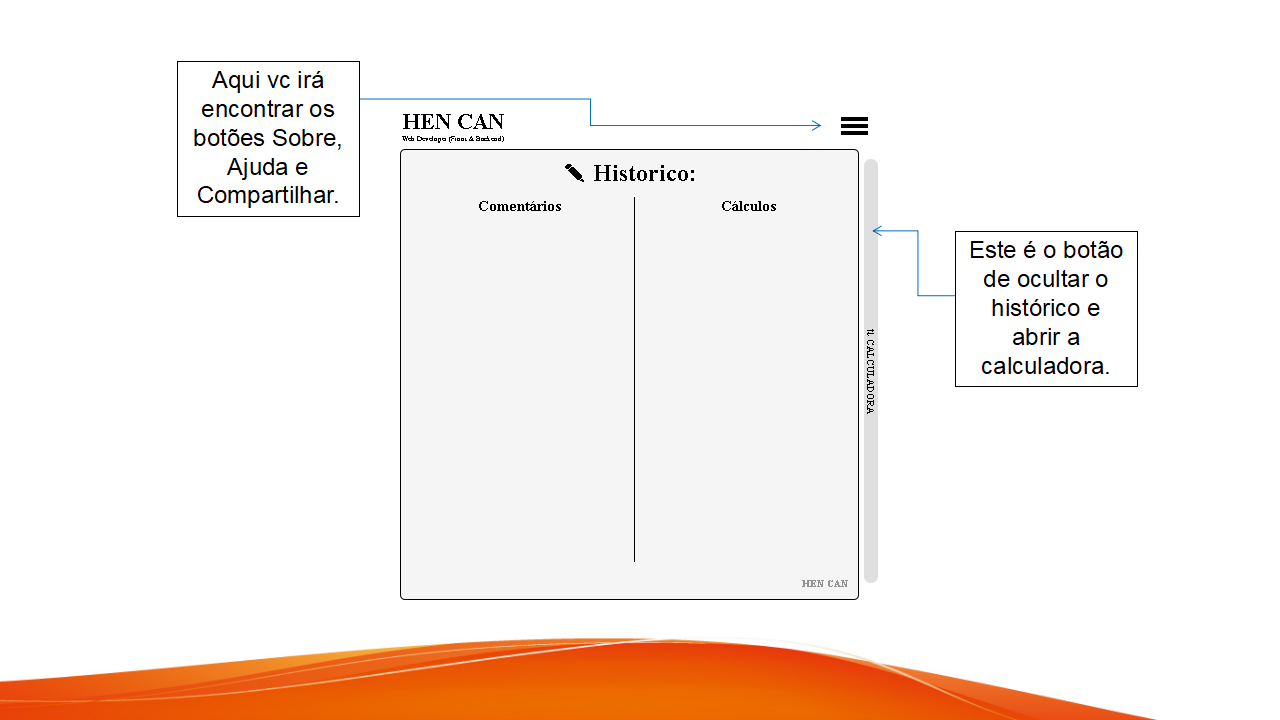 Aqui vc irá
encontrar os
botões Sobre,
Ajuda e
Compartilhar.
HEN CAN
Web Developer (Front & Backend)
Historico:
Comentários
Cálculos
Este é o botão
de ocultar o
histórico e
abrir a
calculadora.
⇅ CALCULADORA
HEN CAN